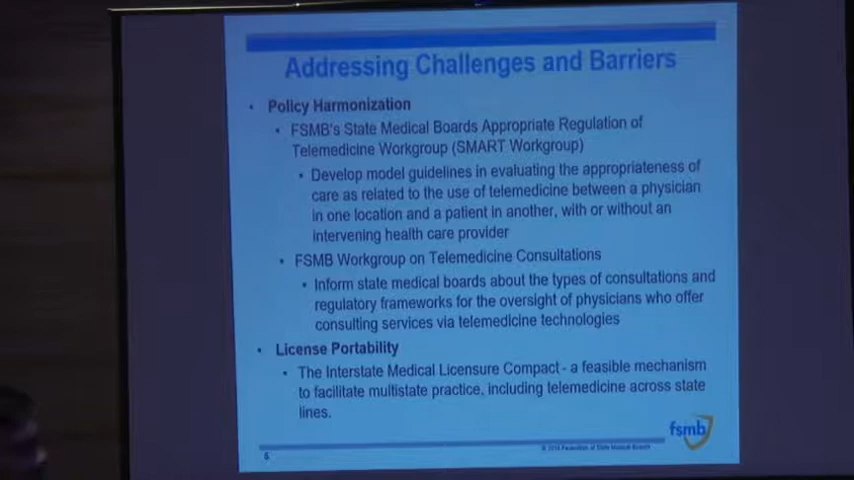 Addressing Challenges and Barriers
• Policy Harmonization
• FSMB's State Medical Boards Appropriate Regulation of
Telemedicine Workgroup (SMART Workgroup)
• Develop model guidelines in evaluating the appropriateness of
care as related to the use of telemedicine between a physician
in one location and a patient in another, with or without an
intervening health care provider
• FSMB Workgroup on Telemedicine Consultations
• Inform state medical boards about the types of consultations and
regulatory frameworks for the oversight of physicians who offer
consulting services via telemedicine technologies
• License Portability
• The Interstate Medical Licensure Compact - a feasible mechanism
to facilitate multistate practice, including telemedicine across state
lines.
fsmb
Federation of State Medical Boards